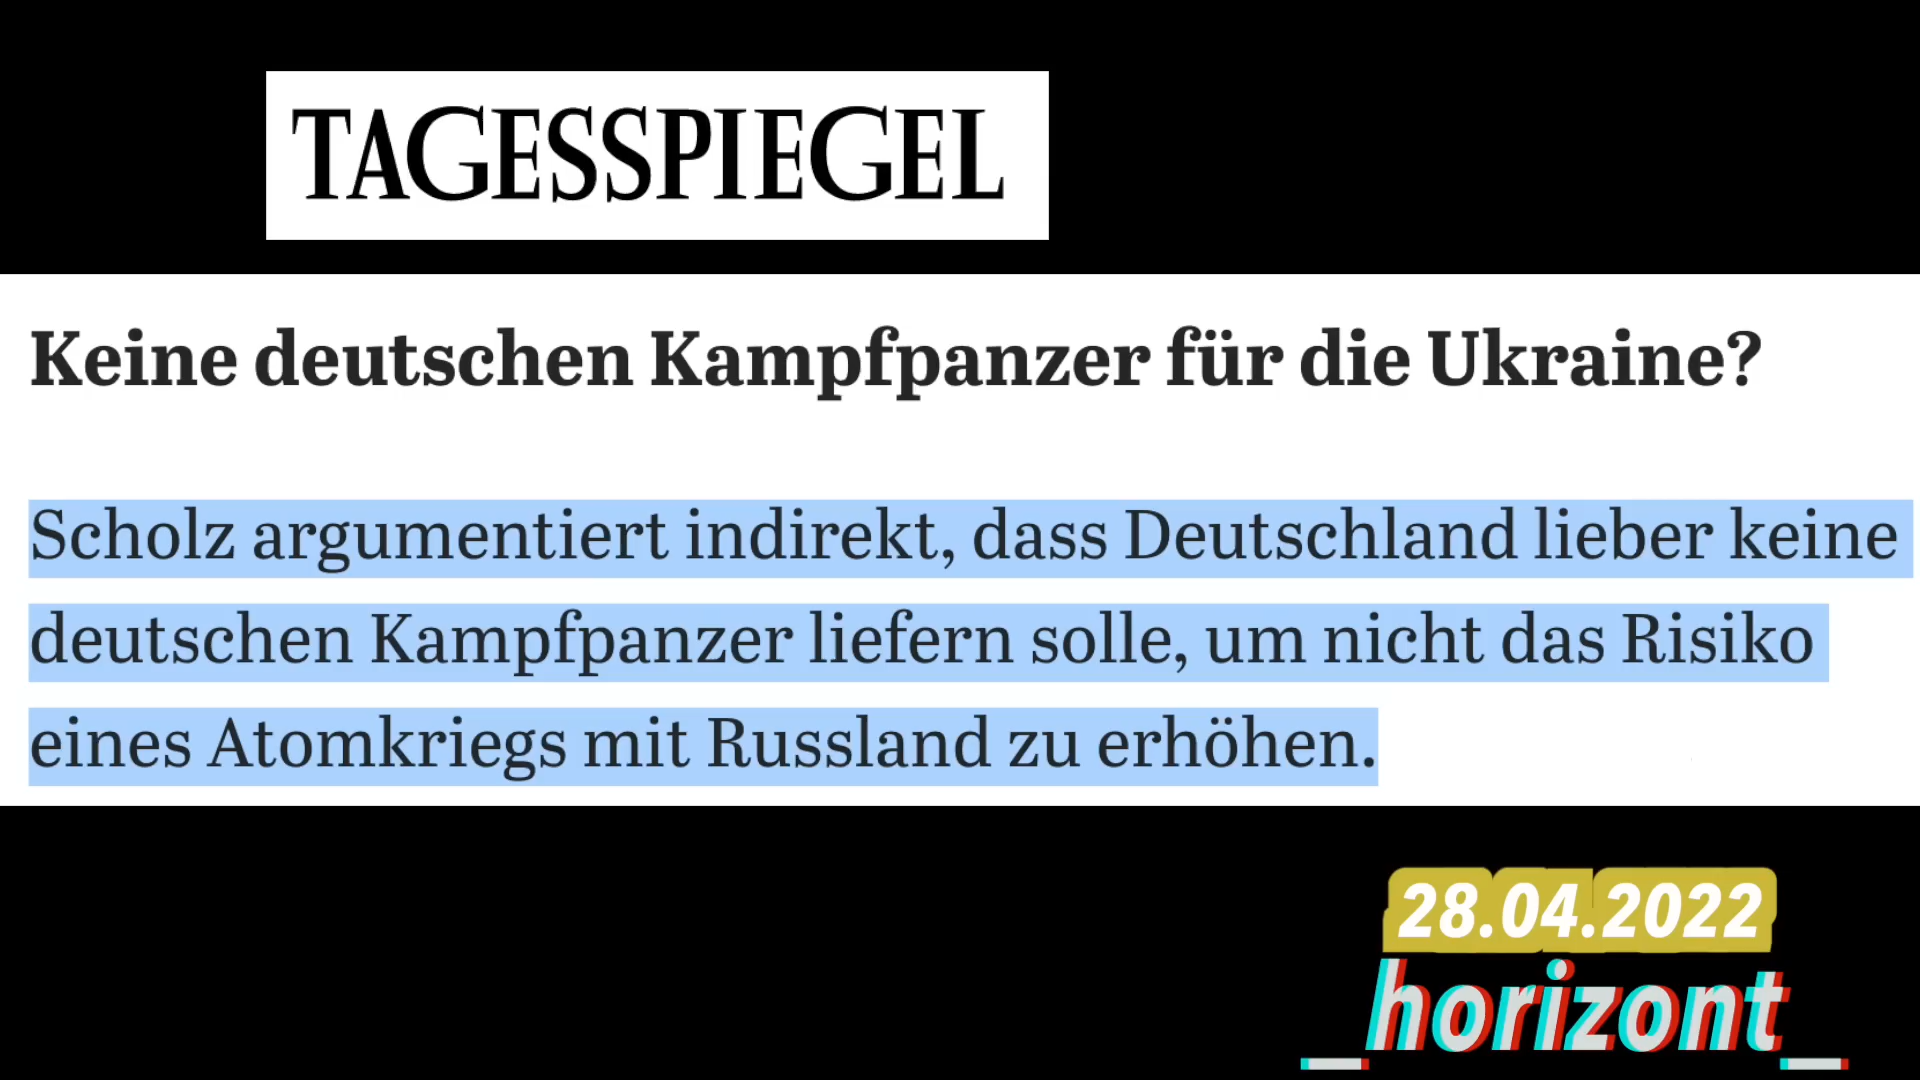 TAGESSPIEGEL
Keine deutschen Kampfpanzer für die Ukraine?
Scholz argumentiert indirekt, dass Deutschland lieber keine
deutschen Kampfpanzer liefern solle, um nicht das Risiko
eines Atomkriegs mit Russland zu erhöhen.
28.04.2022
_horizont_